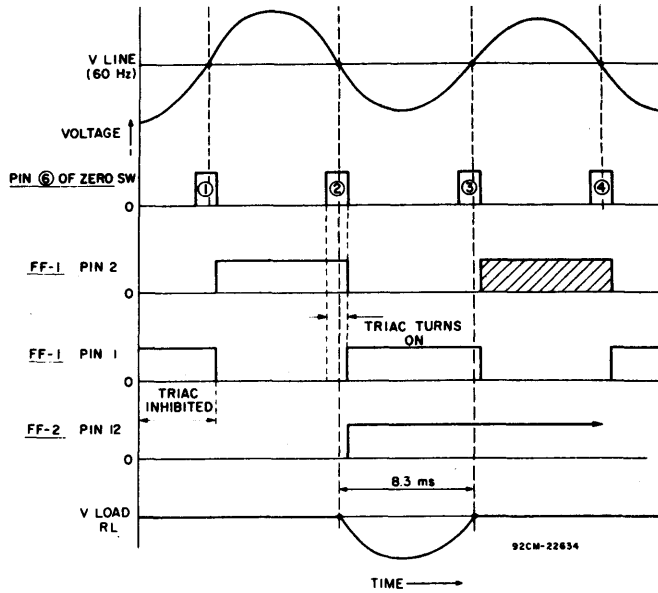 V LINE
(60 Hz)
VOLTAGE
PIN ⑥ OF ZERO SW
① ② ③ ④
0
FF-1 PIN 2
0
TRIAC TURNS
ON
FF-1 PIN 1
0
TRIAC
INHIBITED
FF-2 PIN 12
0
8.3 ms
V LOAD
RL
92CM-22634
TIME